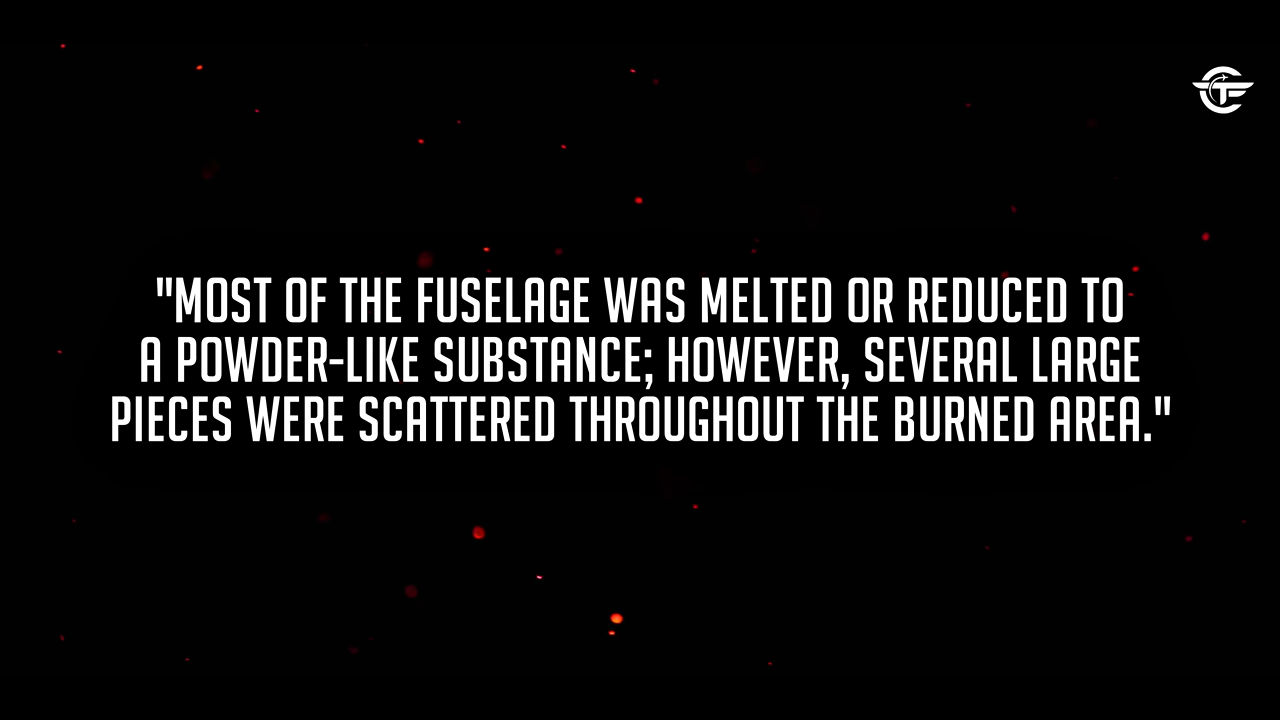 "MOST OF THE FUSELAGE WAS MELTED OR REDUCED TO
A POWDER-LIKE SUBSTANCE; HOWEVER, SEVERAL LARGE
PIECES WERE SCATTERED THROUGHOUT THE BURNED AREA."